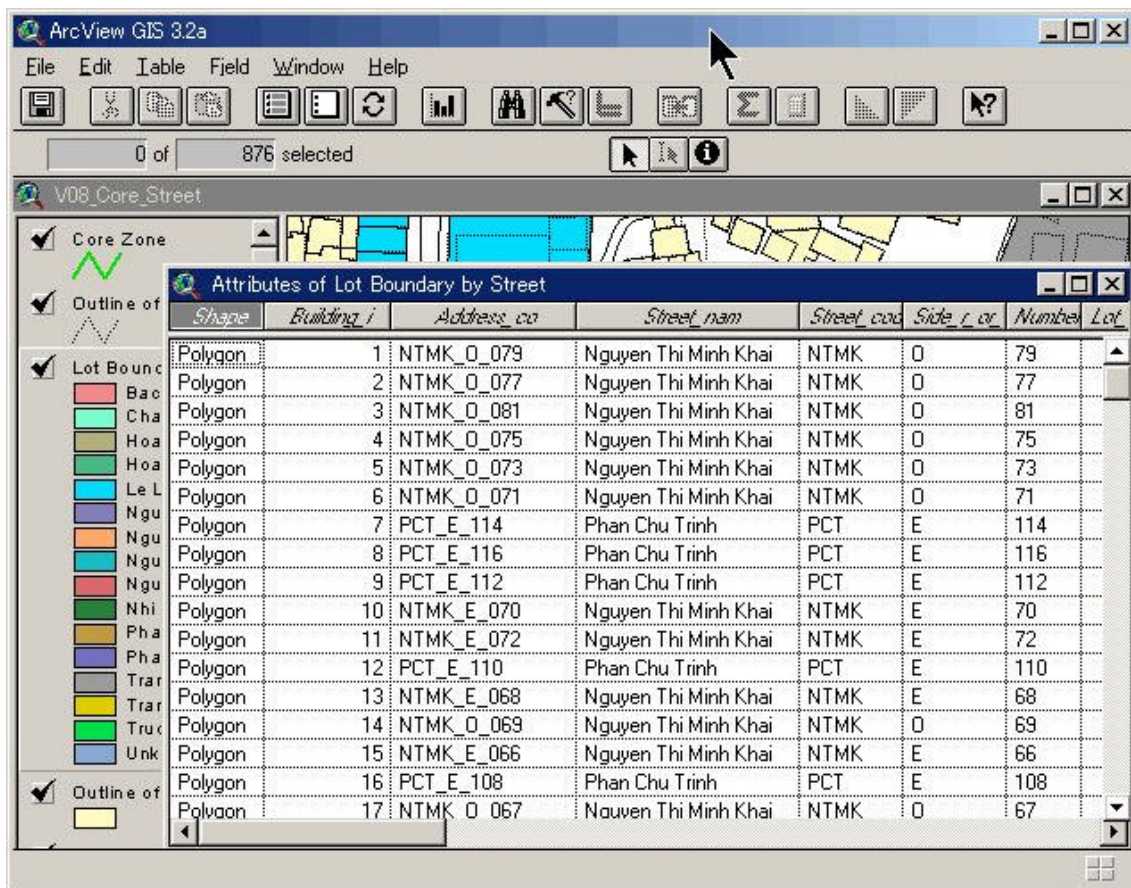 ArcView GIS 3.2a
File Edit Table Field Window Help
0 of 876 selected
V08_Core_Street
Core Zone
Outline of
Lot Bounc
Bac
Cha
Hoa
Hoa
Le L
Ngu
Ngu
Ngu
Ngu
Nhi
Pha
Pha
Trar
Trar
Truc
Unk
Outline of
Attributes of Lot Boundary by Street
Shape Building_i Address_co Street_nam Street_cod Side_r_or_ Number Lot_
Polygon 1 NTMK_O_079 Nguyen Thi Minh Khai NTMK O 79
Polygon 2 NTMK_O_077 Nguyen Thi Minh Khai NTMK O 77
Polygon 3 NTMK_O_081 Nguyen Thi Minh Khai NTMK O 81
Polygon 4 NTMK_O_075 Nguyen Thi Minh Khai NTMK O 75
Polygon 5 NTMK_O_073 Nguyen Thi Minh Khai NTMK O 73
Polygon 6 NTMK_O_071 Nguyen Thi Minh Khai NTMK O 71
Polygon 7 PCT_E_114 Phan Chu Trinh PCT E 114
Polygon 8 PCT_E_116 Phan Chu Trinh PCT E 116
Polygon 9 PCT_E_112 Phan Chu Trinh PCT E 112
Polygon 10 NTMK_E_070 Nguyen Thi Minh Khai NTMK E 70
Polygon 11 NTMK_E_072 Nguyen Thi Minh Khai NTMK E 72
Polygon 12 PCT_E_110 Phan Chu Trinh PCT E 110
Polygon 13 NTMK_E_068 Nguyen Thi Minh Khai NTMK E 68
Polygon 14 NTMK_O_069 Nguyen Thi Minh Khai NTMK O 69
Polygon 15 NTMK_E_066 Nguyen Thi Minh Khai NTMK E 66
Polygon 16 PCT_E_108 Phan Chu Trinh PCT E 108
Polygon 17 NTMK_O_067 Nguyen Thi Minh Khai NTMK O 67